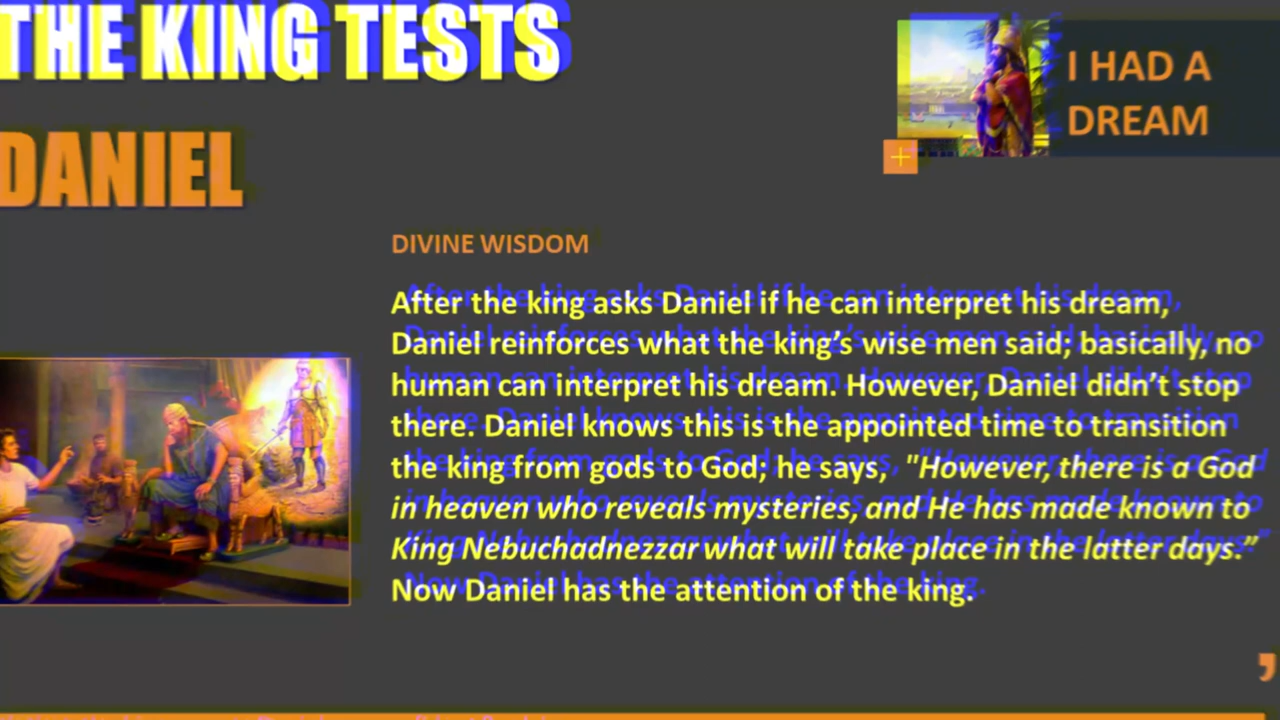 THE KING TESTS
DANIEL
I HAD A
DREAM
DIVINE WISDOM
After the king asks Daniel if he can interpret his dream,
Daniel reinforces what the king’s wise men said; basically, no
human can interpret his dream. However, Daniel didn’t stop
there. Daniel knows this is the appointed time to transition
the king from gods to God; he says, "However, there is a God
in heaven who reveals mysteries, and He has made known to
King Nebuchadnezzar what will take place in the latter days.”
Now Daniel has the attention of the king.